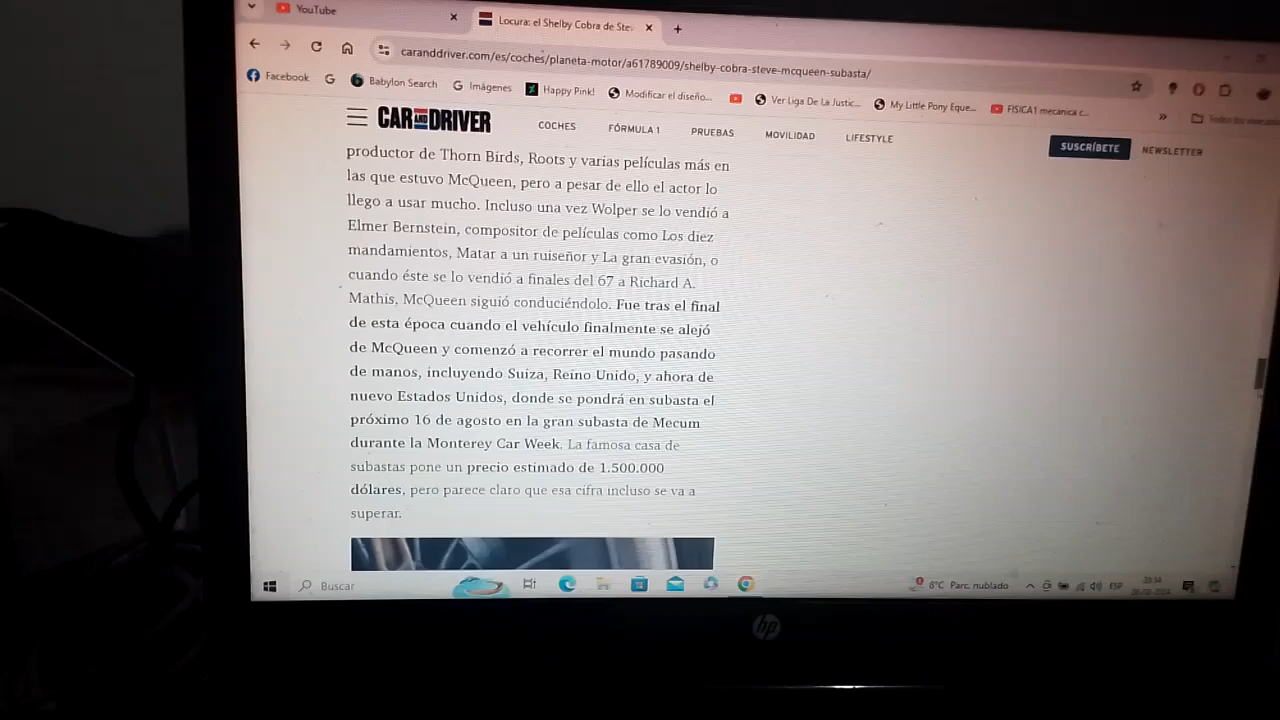 YouTube
Locura: el Shelby Cobra de Ste
caranddriver.com/es/coches/planeta-motor/a61789009/shelby-cobra-steve-mcqueen-subasta/
Facebook Babylon Search Imágenes Happy Pink! Modificar el diseño... Ver Liga De La Justic... My Little Pony Eque... FISICA1 mecanica c...
CAR AND DRIVER COCHES FÓRMULA 1 PRUEBAS MOVILIDAD LIFESTYLE SUSCRÍBETE NEWSLETTER
productor de Thorn Birds, Roots y varias películas más en
las que estuvo McQueen, pero a pesar de ello el actor lo
llego a usar mucho. Incluso una vez Wolper se lo vendió a
Elmer Bernstein, compositor de películas como Los diez
mandamientos, Matar a un ruiseñor y La gran evasión, o
cuando éste se lo vendió a finales del 67 a Richard A.
Mathis, McQueen siguió conduciéndolo. Fue tras el final
de esta época cuando el vehículo finalmente se alejó
de McQueen y comenzó a recorrer el mundo pasando
de manos, incluyendo Suiza, Reino Unido, y ahora de
nuevo Estados Unidos, donde se pondrá en subasta el
próximo 16 de agosto en la gran subasta de Mecum
durante la Monterey Car Week. La famosa casa de
subastas pone un precio estimado de 1.500.000
dólares, pero parece claro que esa cifra incluso se va a
superar.
Buscar 6°C Parc. nublado ESP
hp